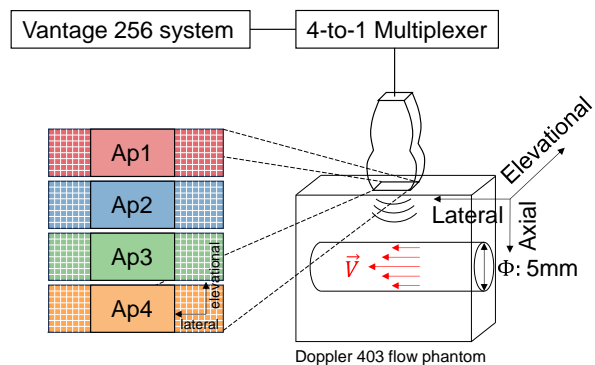 Vantage 256 system
4-to-1 Multiplexer
Ap1
Ap2
Ap3
Ap4
elevational
lateral
Elevational
Lateral
Axial
V⃗
Φ: 5mm
Doppler 403 flow phantom